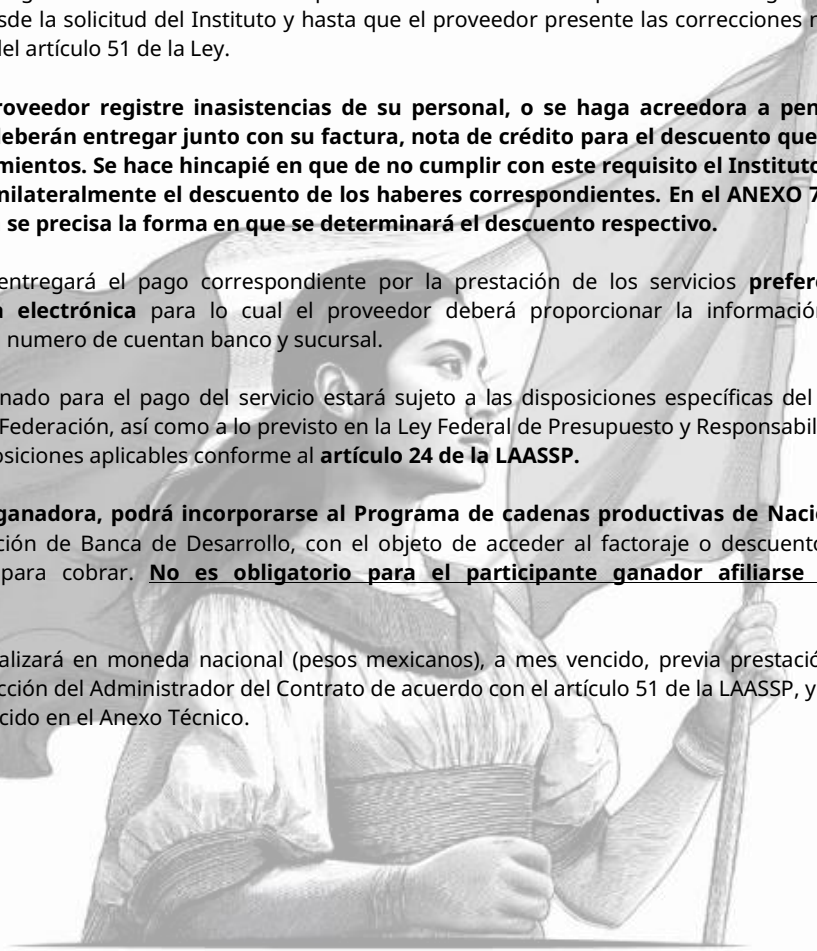 sde la solicitud del Instituto y hasta que el proveedor presente las correcciones
del artículo 51 de la Ley.
roveedor registre inasistencias de su personal, o se haga acreedora a pen
deberán entregar junto con su factura, nota de crédito para el descuento que
mientos. Se hace hincapié en que de no cumplir con este requisito el Instituto
nilateralmente el descuento de los haberes correspondientes. En el ANEXO 7
se precisa la forma en que se determinará el descuento respectivo.
entregará el pago correspondiente por la prestación de los servicios prefer
n electrónica para lo cual el proveedor deberá proporcionar la información
numero de cuentan banco y sucursal.
nado para el pago del servicio estará sujeto a las disposiciones específicas del
Federación, así como a lo previsto en la Ley Federal de Presupuesto y Responsabil
osiciones aplicables conforme al artículo 24 de la LAASSP.
ganadora, podrá incorporarse al Programa de cadenas productivas de Naci
ción de Banca de Desarrollo, con el objeto de acceder al factoraje o descuento
para cobrar. No es obligatorio para el participante ganador afiliarse
alizará en moneda nacional (pesos mexicanos), a mes vencido, previa prestació
cción del Administrador del Contrato de acuerdo con el artículo 51 de la LAASSP, y
cido en el Anexo Técnico.